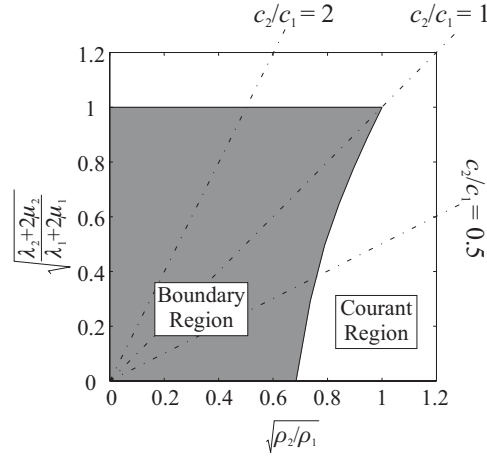 c₂/c₁ = 2
c₂/c₁ = 1
1.2
1
0.8
0.6
0.4
0.2
0
√(λ₂+2μ₂ / λ₁+2μ₁)
c₂/c₁ = 0.5
Boundary
Region
Courant
Region
0 0.2 0.4 0.6 0.8 1 1.2
√ρ₂/ρ₁